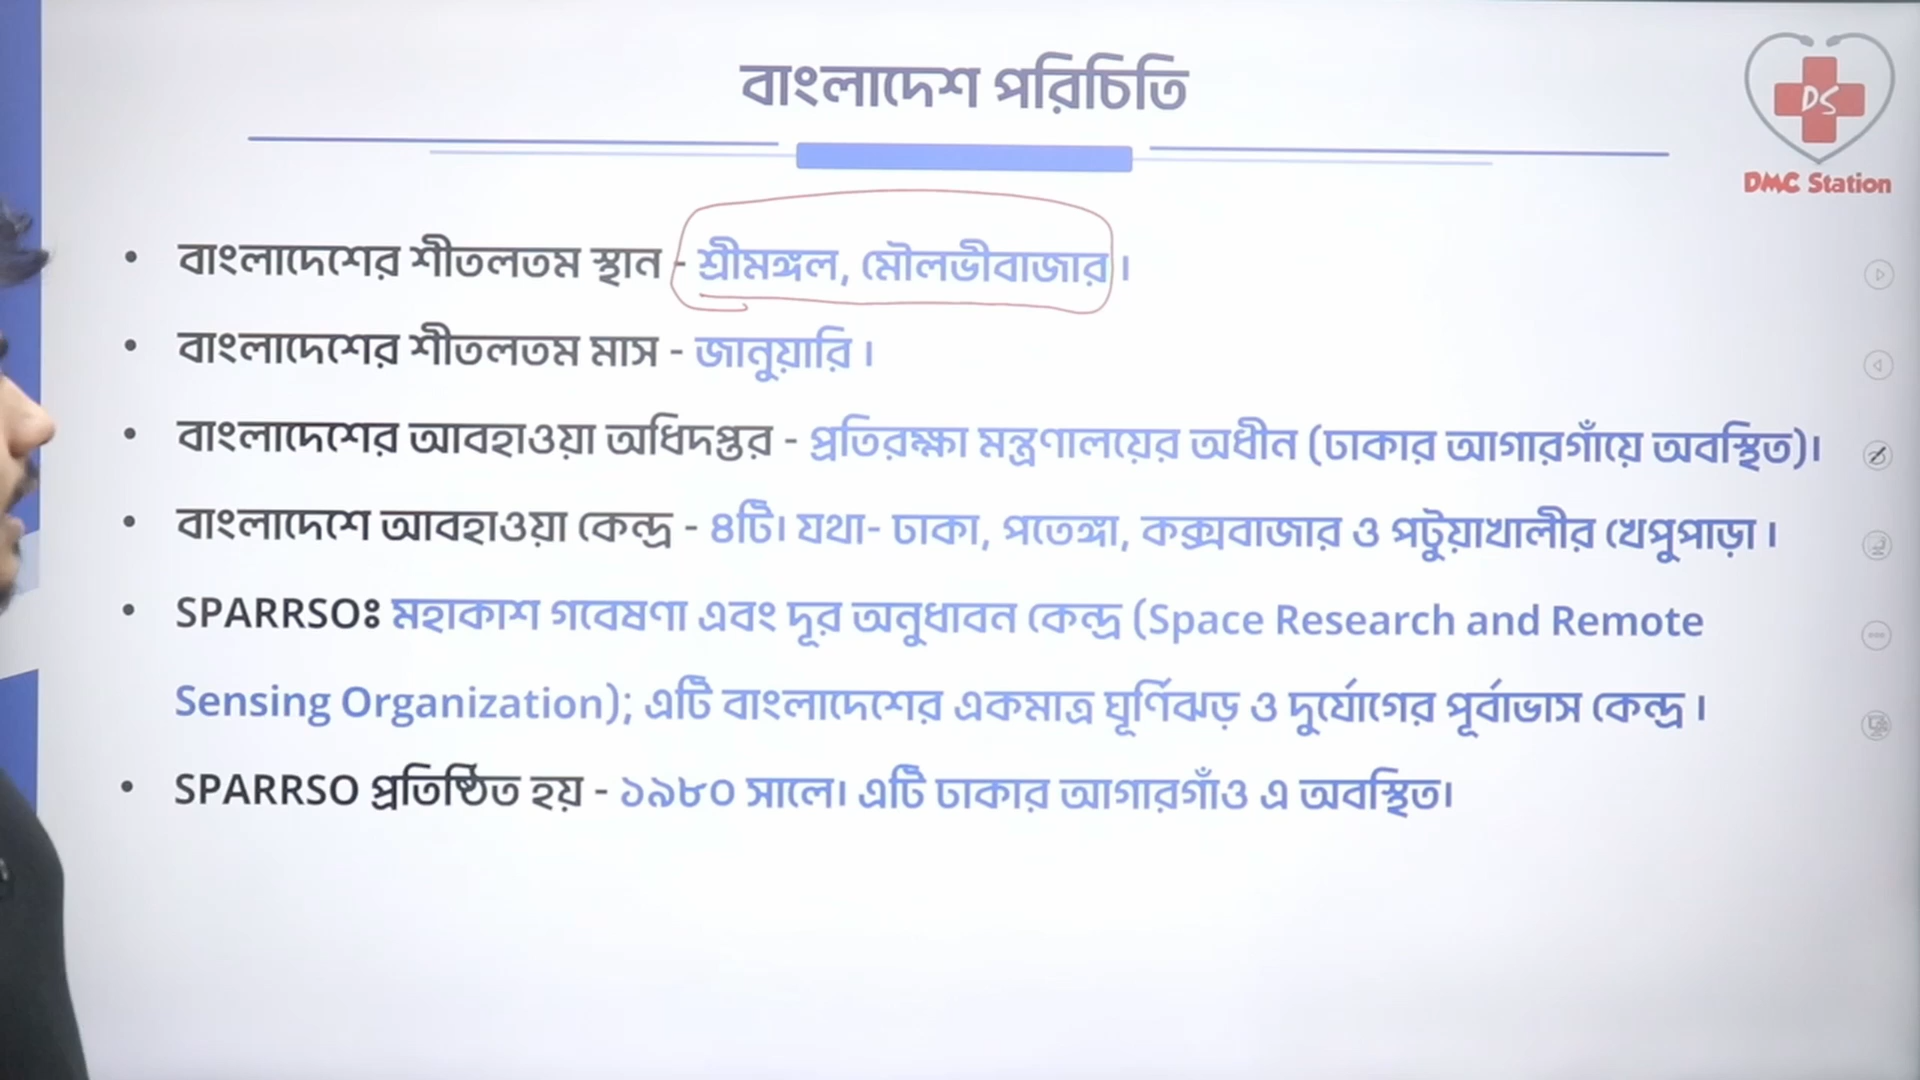 বাংলাদেশ পরিচিতি
DS
DMC Station
• বাংলাদেশের শীতলতম স্থান - শ্রীমঙ্গল, মৌলভীবাজার।
• বাংলাদেশের শীতলতম মাস - জানুয়ারি।
• বাংলাদেশের আবহাওয়া অধিদপ্তর - প্রতিরক্ষা মন্ত্রণালয়ের অধীন (ঢাকার আগারগাঁয়ে অবস্থিত)।
• বাংলাদেশে আবহাওয়া কেন্দ্র - ৪টি। যথা- ঢাকা, পতেঙ্গা, কক্সবাজার ও পটুয়াখালীর খেপুপাড়া।
• SPARRSOঃ মহাকাশ গবেষণা এবং দূর অনুধাবন কেন্দ্র (Space Research and Remote
Sensing Organization); এটি বাংলাদেশের একমাত্র ঘূর্ণিঝড় ও দুর্যোগের পূর্বাভাস কেন্দ্র।
• SPARRSO প্রতিষ্ঠিত হয় - ১৯৮০ সালে। এটি ঢাকার আগারগাঁও এ অবস্থিত।